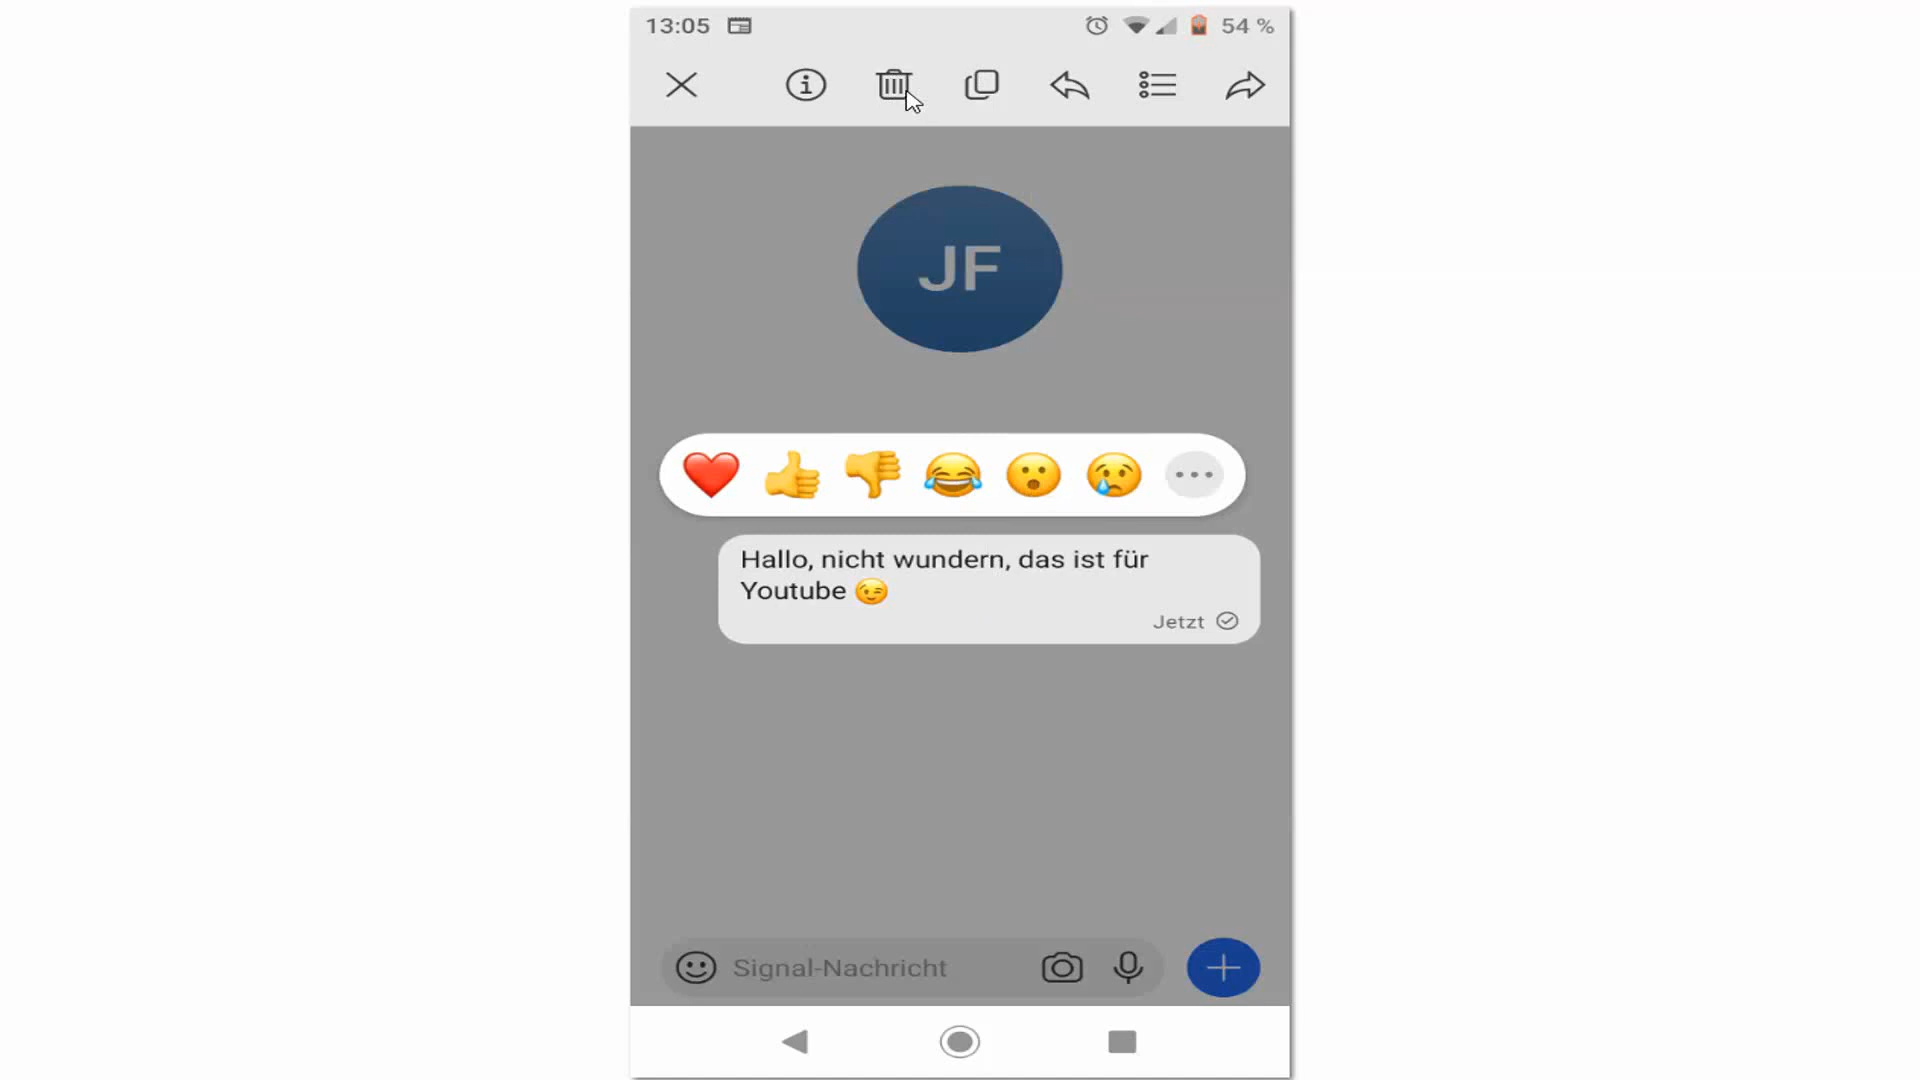 13:05 54 %
JF
Hallo, nicht wundern, das ist für
Youtube 😉
Jetzt
Signal-Nachricht